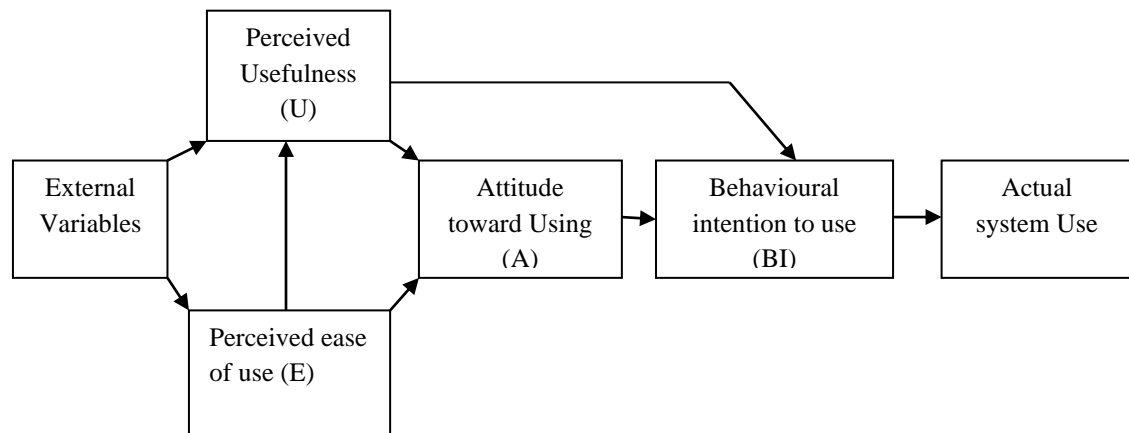 Perceived
Usefulness
(U)
External
Variables
Attitude
toward Using
(A)
Behavioural
intention to use
(BI)
Actual
system Use
Perceived ease
of use (E)